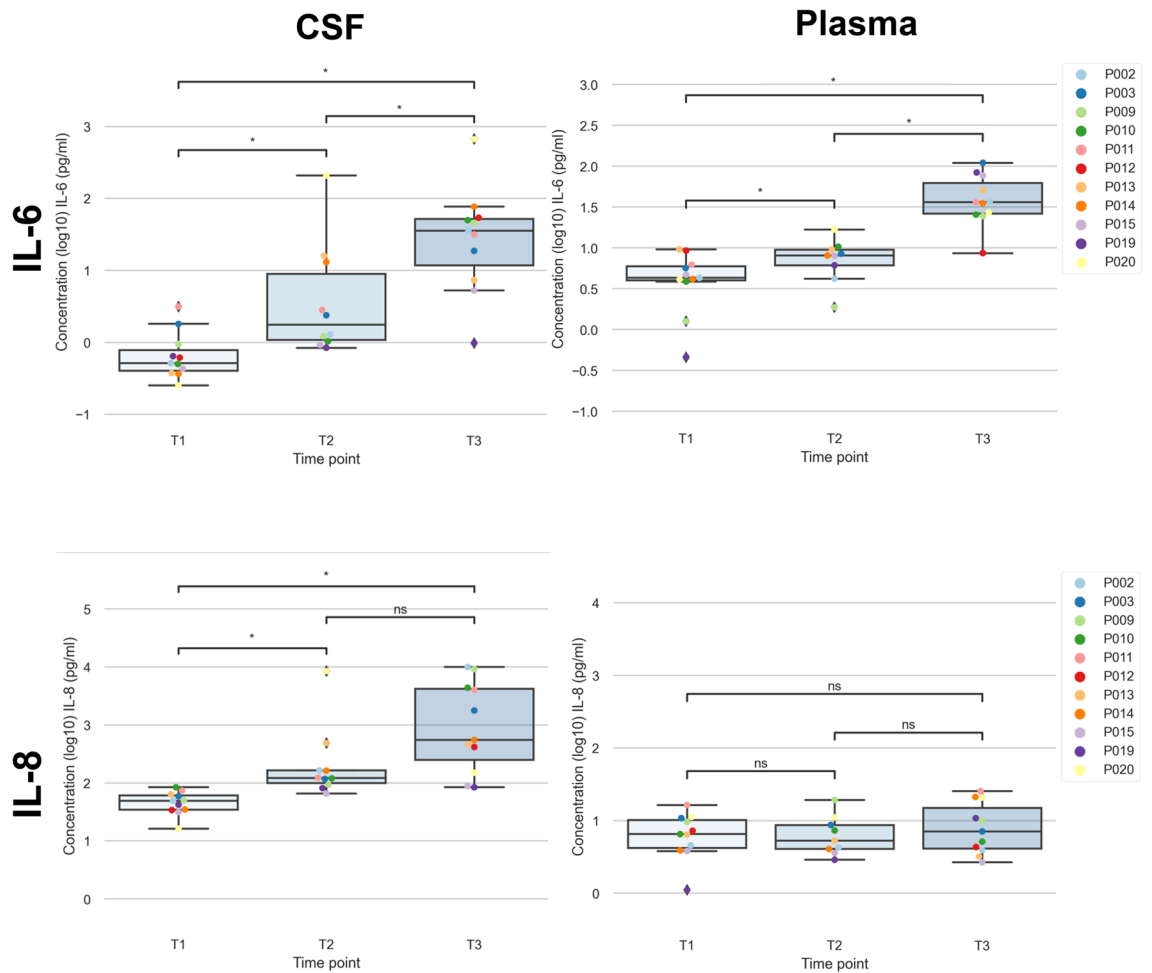 CSF
Plasma
IL-6
Concentration (log10) IL-6 (pg/ml)
3
2
1
0
−1
*
*
*
T1
T2
T3
Time point
Concentration (log10) IL-6 (pg/ml)
3.0
2.5
2.0
1.5
1.0
0.5
0.0
−0.5
−1.0
*
*
*
T1
T2
T3
Time point
P002
P003
P009
P010
P011
P012
P013
P014
P015
P019
P020
IL-8
Concentration (log10) IL-8 (pg/ml)
5
4
3
2
1
0
*
ns
*
T1
T2
T3
Time point
Concentration (log10) IL-8 (pg/ml)
4
3
2
1
0
ns
ns
ns
T1
T2
T3
Time point
P002
P003
P009
P010
P011
P012
P013
P014
P015
P019
P020